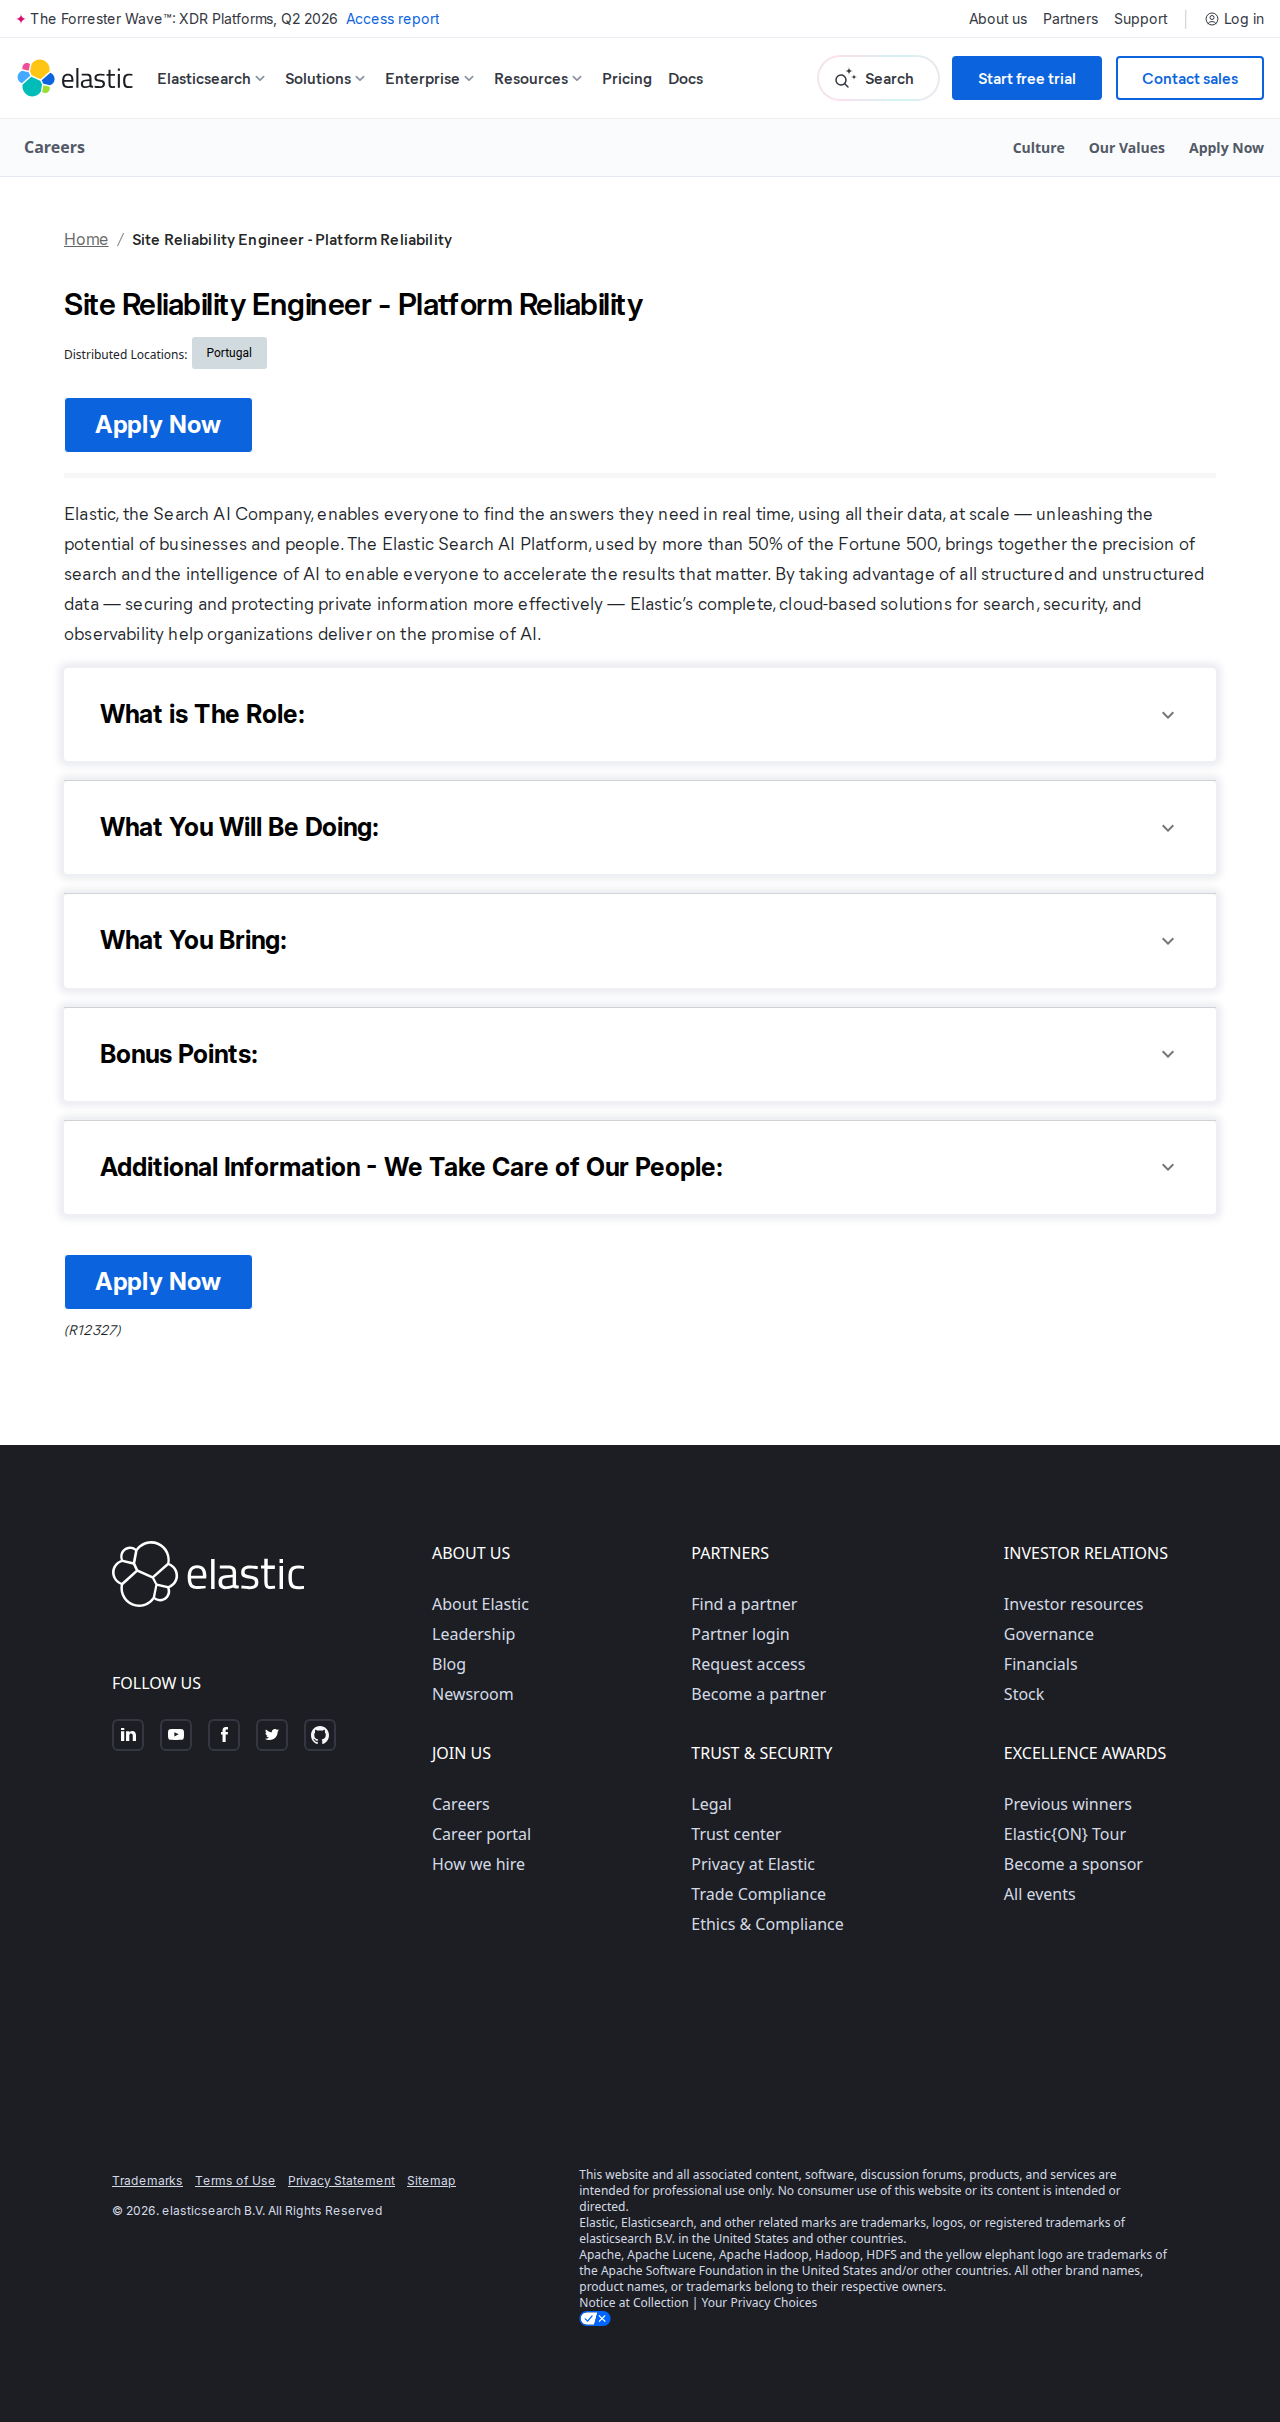 The Forrester Wave™: XDR Platforms, Q2 2026 Access report
About us Partners Support Log in
elastic Elasticsearch Solutions Enterprise Resources Pricing Docs Search Start free trial Contact sales
Careers Culture Our Values Apply Now
Home / Site Reliability Engineer - Platform Reliability
Site Reliability Engineer - Platform Reliability
Distributed Locations: Portugal
Apply Now
Elastic, the Search AI Company, enables everyone to find the answers they need in real time, using all their data, at scale — unleashing the
potential of businesses and people. The Elastic Search AI Platform, used by more than 50% of the Fortune 500, brings together the precision of
search and the intelligence of AI to enable everyone to accelerate the results that matter. By taking advantage of all structured and unstructured
data — securing and protecting private information more effectively — Elastic’s complete, cloud-based solutions for search, security, and
observability help organizations deliver on the promise of AI.
What is The Role:
What You Will Be Doing:
What You Bring:
Bonus Points:
Additional Information - We Take Care of Our People:
Apply Now
(R12327)
elastic
FOLLOW US
ABOUT US
About Elastic
Leadership
Blog
Newsroom
JOIN US
Careers
Career portal
How we hire
PARTNERS
Find a partner
Partner login
Request access
Become a partner
TRUST & SECURITY
Legal
Trust center
Privacy at Elastic
Trade Compliance
Ethics & Compliance
INVESTOR RELATIONS
Investor resources
Governance
Financials
Stock
EXCELLENCE AWARDS
Previous winners
Elastic{ON} Tour
Become a sponsor
All events
Trademarks Terms of Use Privacy Statement Sitemap
© 2026. elasticsearch B.V. All Rights Reserved
This website and all associated content, software, discussion forums, products, and services are
intended for professional use only. No consumer use of this website or its content is intended or
directed.
Elastic, Elasticsearch, and other related marks are trademarks, logos, or registered trademarks of
elasticsearch B.V. in the United States and other countries.
Apache, Apache Lucene, Apache Hadoop, Hadoop, HDFS and the yellow elephant logo are trademarks of
the Apache Software Foundation in the United States and/or other countries. All other brand names,
product names, or trademarks belong to their respective owners.
Notice at Collection | Your Privacy Choices